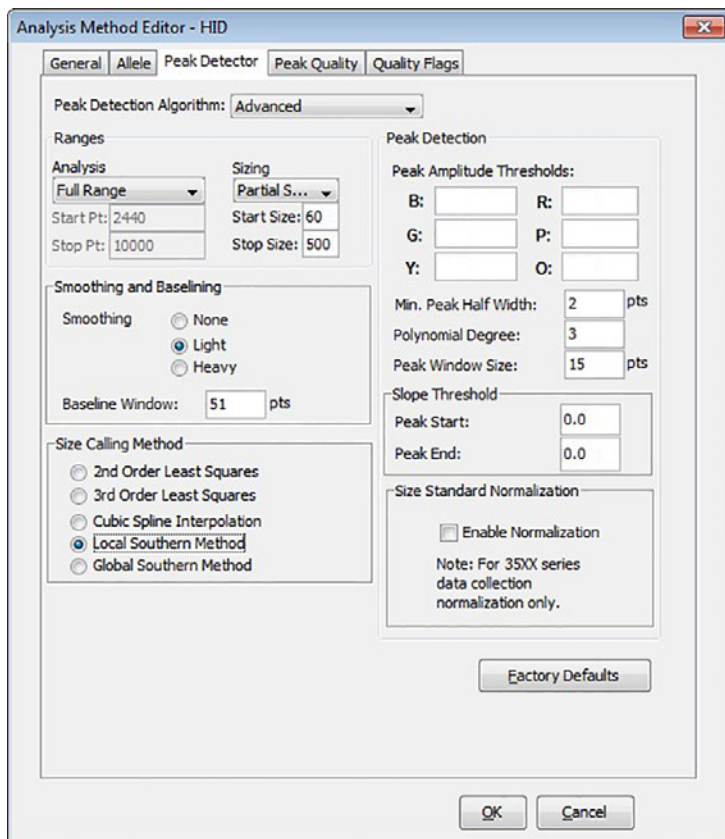 Analysis Method Editor - HID
General Allele Peak Detector Peak Quality Quality Flags
Peak Detection Algorithm: Advanced
Ranges
Analysis
Full Range
Start Pt: 2440
Stop Pt: 10000
Sizing
Partial S...
Start Size: 60
Stop Size: 500
Smoothing and Baselining
Smoothing
None
Light
Heavy
Baseline Window: 51 pts
Size Calling Method
2nd Order Least Squares
3rd Order Least Squares
Cubic Spline Interpolation
Local Southern Method
Global Southern Method
Peak Detection
Peak Amplitude Thresholds:
B: R:
G: P:
Y: O:
Min. Peak Half Width: 2 pts
Polynomial Degree: 3
Peak Window Size: 15 pts
Slope Threshold
Peak Start: 0.0
Peak End: 0.0
Size Standard Normalization
Enable Normalization
Note: For 35XX series
data collection
normalization only.
Factory Defaults
OK Cancel